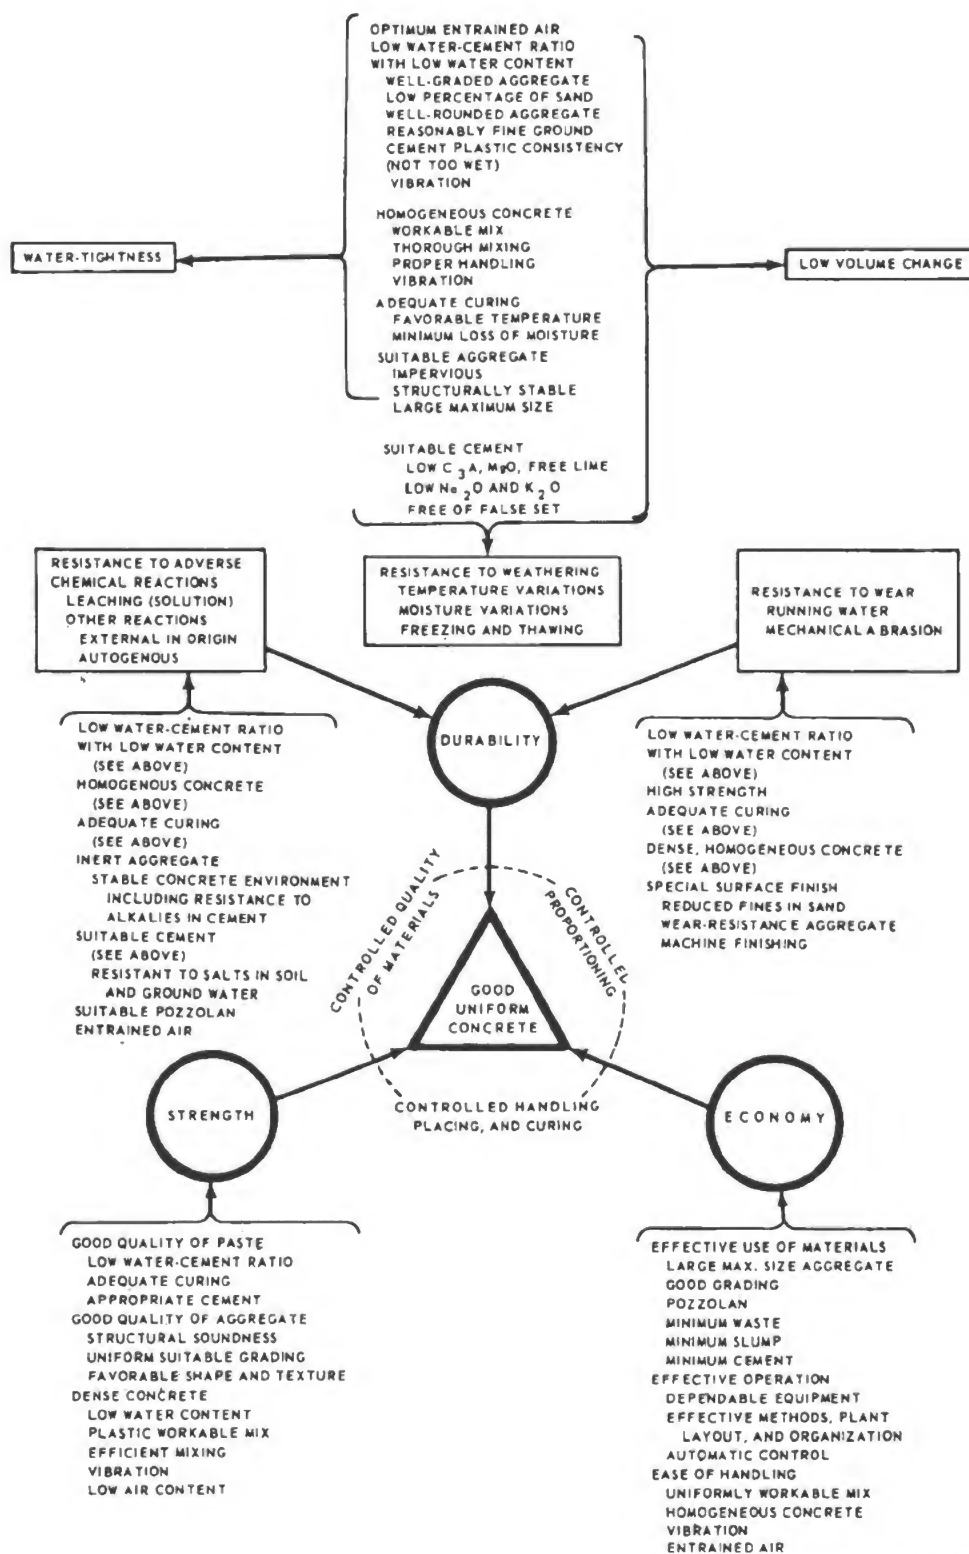 OPTIMUM ENTRAINED AIR
LOW WATER-CEMENT RATIO
WITH LOW WATER CONTENT
WELL-GRADED AGGREGATE
LOW PERCENTAGE OF SAND
WELL-ROUNDED AGGREGATE
REASONABLY FINE GROUND
CEMENT PLASTIC CONSISTENCY
(NOT TOO WET)
VIBRATION
HOMOGENEOUS CONCRETE
WORKABLE MIX
THOROUGH MIXING
PROPER HANDLING
VIBRATION
ADEQUATE CURING
FAVORABLE TEMPERATURE
MINIMUM LOSS OF MOISTURE
SUITABLE AGGREGATE
IMPERVIOUS
STRUCTURALLY STABLE
LARGE MAXIMUM SIZE
SUITABLE CEMENT
LOW C3A, MgO, FREE LIME
LOW Na2O AND K2O
FREE OF FALSE SET
WATER-TIGHTNESS
LOW VOLUME CHANGE
RESISTANCE TO ADVERSE
CHEMICAL REACTIONS
LEACHING (SOLUTION)
OTHER REACTIONS
EXTERNAL IN ORIGIN
AUTOGENOUS
RESISTANCE TO WEATHERING
TEMPERATURE VARIATIONS
MOISTURE VARIATIONS
FREEZING AND THAWING
RESISTANCE TO WEAR
RUNNING WATER
MECHANICAL ABRASION
LOW WATER-CEMENT RATIO
WITH LOW WATER CONTENT
(SEE ABOVE)
HOMOGENOUS CONCRETE
(SEE ABOVE)
ADEQUATE CURING
(SEE ABOVE)
INERT AGGREGATE
STABLE CONCRETE ENVIRONMENT
INCLUDING RESISTANCE TO
ALKALIES IN CEMENT
SUITABLE CEMENT
(SEE ABOVE)
RESISTANT TO SALTS IN SOIL
AND GROUND WATER
SUITABLE POZZOLAN
ENTRAINED AIR
DURABILITY
LOW WATER-CEMENT RATIO
WITH LOW WATER CONTENT
(SEE ABOVE)
HIGH STRENGTH
ADEQUATE CURING
(SEE ABOVE)
DENSE, HOMOGENEOUS CONCRETE
(SEE ABOVE)
SPECIAL SURFACE FINISH
REDUCED FINES IN SAND
WEAR-RESISTANCE AGGREGATE
MACHINE FINISHING
CONTROLLED QUALITY
OF MATERIALS
CONTROLLED
PROPORTIONING
GOOD
UNIFORM
CONCRETE
CONTROLLED HANDLING
PLACING, AND CURING
STRENGTH
ECONOMY
GOOD QUALITY OF PASTE
LOW WATER-CEMENT RATIO
ADEQUATE CURING
APPROPRIATE CEMENT
GOOD QUALITY OF AGGREGATE
STRUCTURAL SOUNDNESS
UNIFORM SUITABLE GRADING
FAVORABLE SHAPE AND TEXTURE
DENSE CONCRETE
LOW WATER CONTENT
PLASTIC WORKABLE MIX
EFFICIENT MIXING
VIBRATION
LOW AIR CONTENT
EFFECTIVE USE OF MATERIALS
LARGE MAX. SIZE AGGREGATE
GOOD GRADING
POZZOLAN
MINIMUM WASTE
MINIMUM SLUMP
MINIMUM CEMENT
EFFECTIVE OPERATION
DEPENDABLE EQUIPMENT
EFFECTIVE METHODS, PLANT
LAYOUT, AND ORGANIZATION
AUTOMATIC CONTROL
EASE OF HANDLING
UNIFORMLY WORKABLE MIX
HOMOGENEOUS CONCRETE
VIBRATION
ENTRAINED AIR